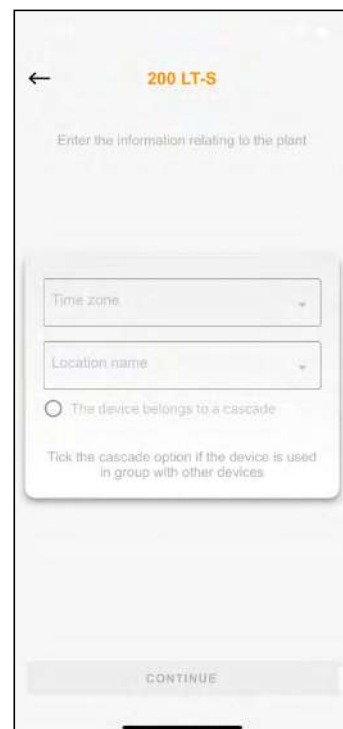 200 LT-S
Enter the information relating to the plant
Time zone
Location name
The device belongs to a cascade
Tick the cascade option if the device is used
in group with other devices
CONTINUE